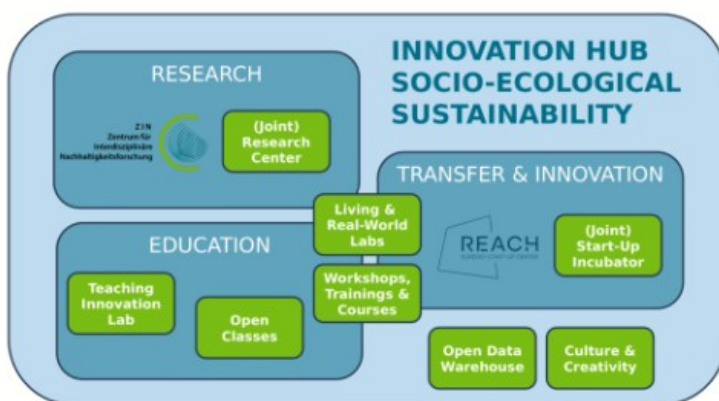 INNOVATION HUB
SOCIO-ECOLOGICAL
SUSTAINABILITY
RESEARCH
ZIN
Zentrum für
Interdisziplinäre
Nachhaltigkeitsforschung
(Joint)
Research
Center
TRANSFER & INNOVATION
REACH
(Joint)
Start-Up
Incubator
Living &
Real-World
Labs
EDUCATION
Workshops,
Trainings &
Courses
Teaching
Innovation
Lab
Open
Classes
Open Data
Warehouse
Culture &
Creativity